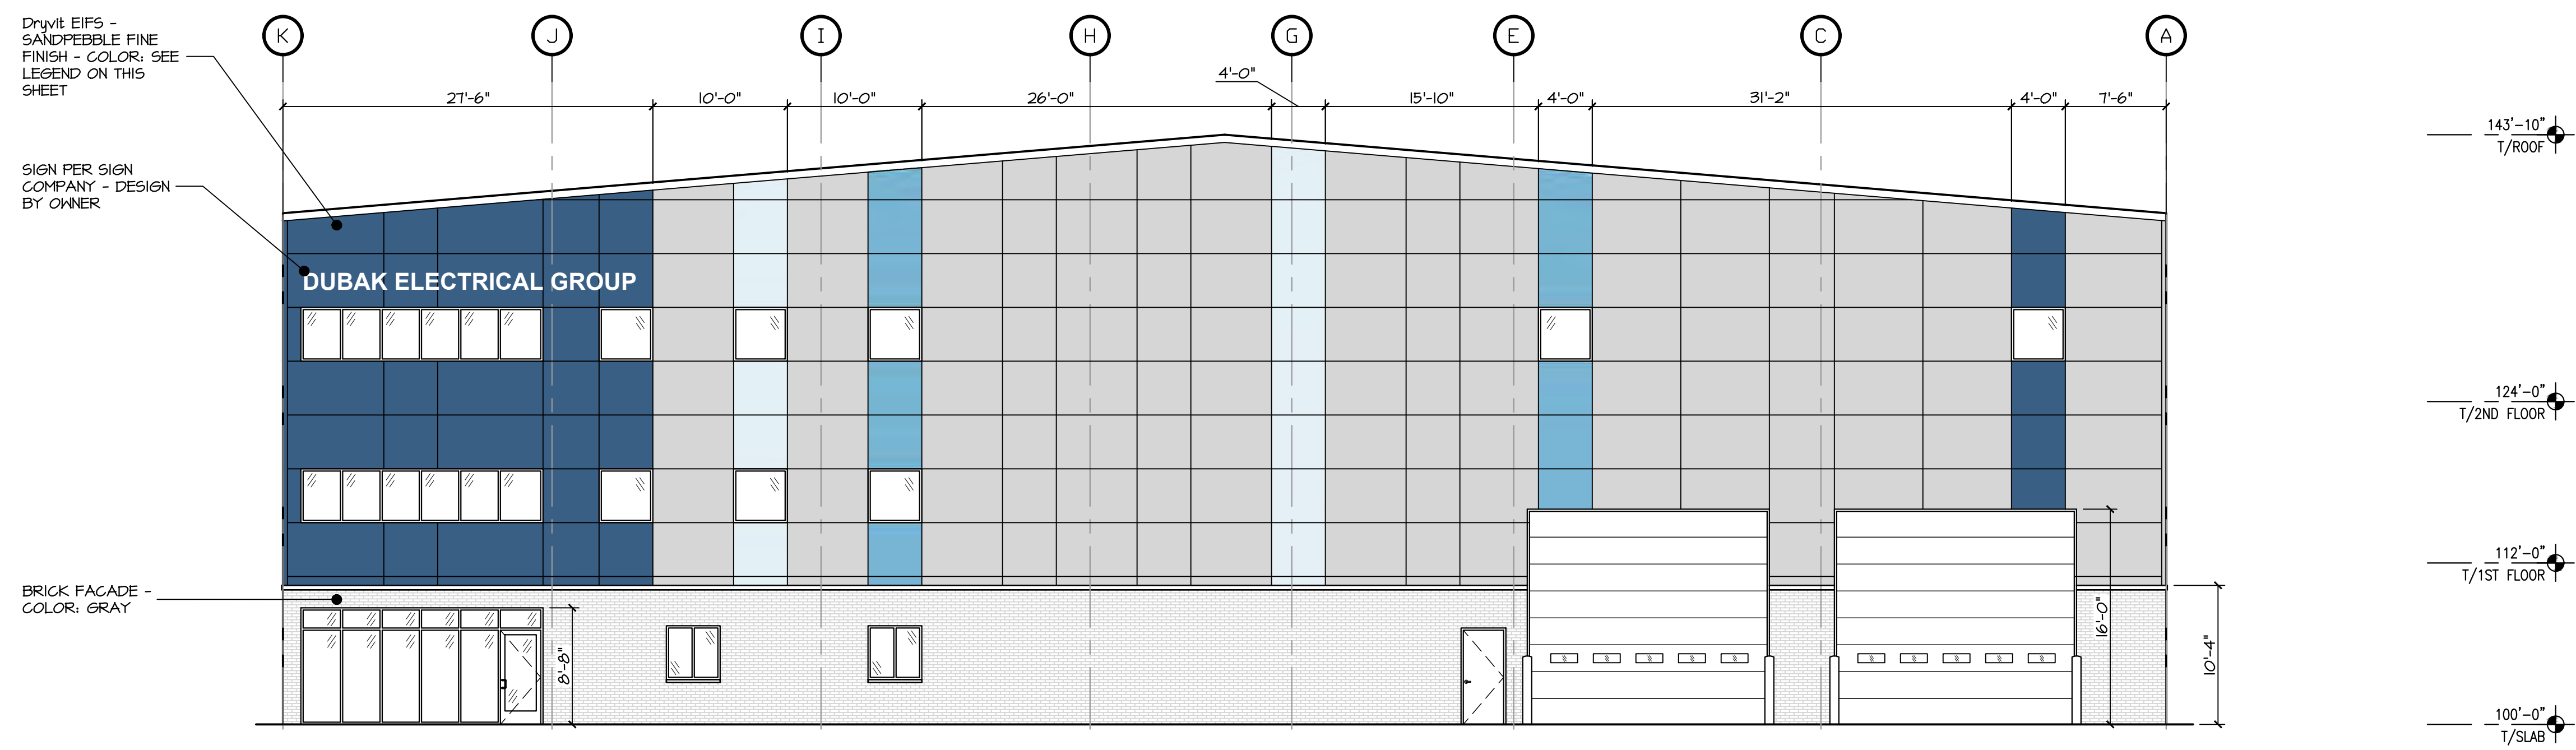 Dryvit EIFS -
SANDPEBBLE FINE
FINISH - COLOR: SEE
LEGEND ON THIS
SHEET
K
J
I
H
G
E
C
A
4'-0"
27'-6"
10'-0"
10'-0"
26'-0"
15'-10"
4'-0"
31'-2"
4'-0"
7'-6"
143'-10"
T/ROOF
SIGN PER SIGN
COMPANY - DESIGN
BY OWNER
DUBAK ELECTRICAL GROUP
124'-0"
T/2ND FLOOR
112'-0"
T/1ST FLOOR
BRICK FACADE -
COLOR: GRAY
8'-8"
16'-0"
10'-4"
100'-0"
T/SLAB